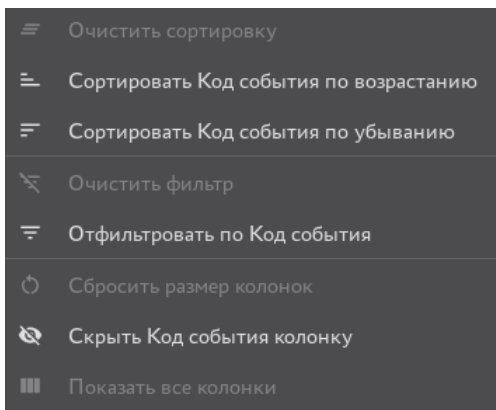 Очистить сортировку
Сортировать Код события по возрастанию
Сортировать Код события по убыванию
Очистить фильтр
Отфильтровать по Код события
Сбросить размер колонок
Скрыть Код события колонку
Показать все колонки